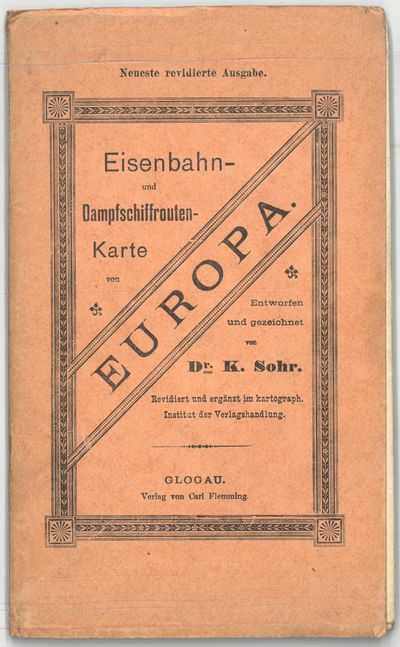 Neueste revidierte Ausgabe.
Eisenbahn-
und
Dampfschiffrouten-
Karte
von
EUROPA.
Entworfen
und gezeichnet
von
Dr. K. Sohr.
Revidiert und ergänzt im kartograph.
Institut der Verlagshandlung.
GLOGAU.
Verlag von Carl Flemming.